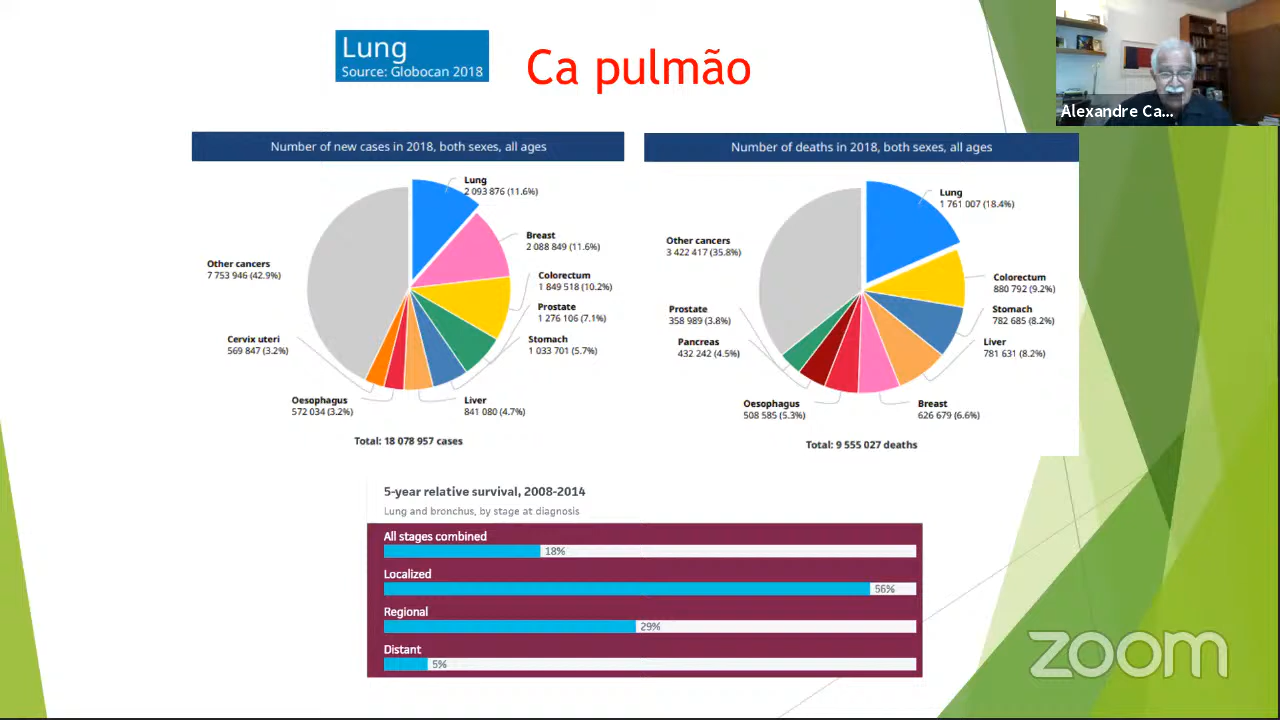 Lung
Source: Globocan 2018
Ca pulmão
Alexandre Ca...
Number of new cases in 2018, both sexes, all ages
Lung
2 093 876 (11.6%)
Breast
2 088 849 (11.6%)
Colorectum
1 849 518 (10.2%)
Prostate
1 276 106 (7.1%)
Stomach
1 033 701 (5.7%)
Liver
841 080 (4.7%)
Oesophagus
572 034 (3.2%)
Cervix uteri
569 847 (3.2%)
Other cancers
7 753 946 (42.9%)
Total: 18 078 957 cases
Number of deaths in 2018, both sexes, all ages
Lung
1 761 007 (18.4%)
Colorectum
880 792 (9.2%)
Stomach
782 685 (8.2%)
Liver
781 631 (8.2%)
Breast
626 679 (6.6%)
Oesophagus
508 585 (5.3%)
Pancreas
432 242 (4.5%)
Prostate
358 989 (3.8%)
Other cancers
3 422 417 (35.8%)
Total: 9 555 027 deaths
5-year relative survival, 2008-2014
Lung and bronchus, by stage at diagnosis
All stages combined
18%
Localized
56%
Regional
29%
Distant
5%
zoom